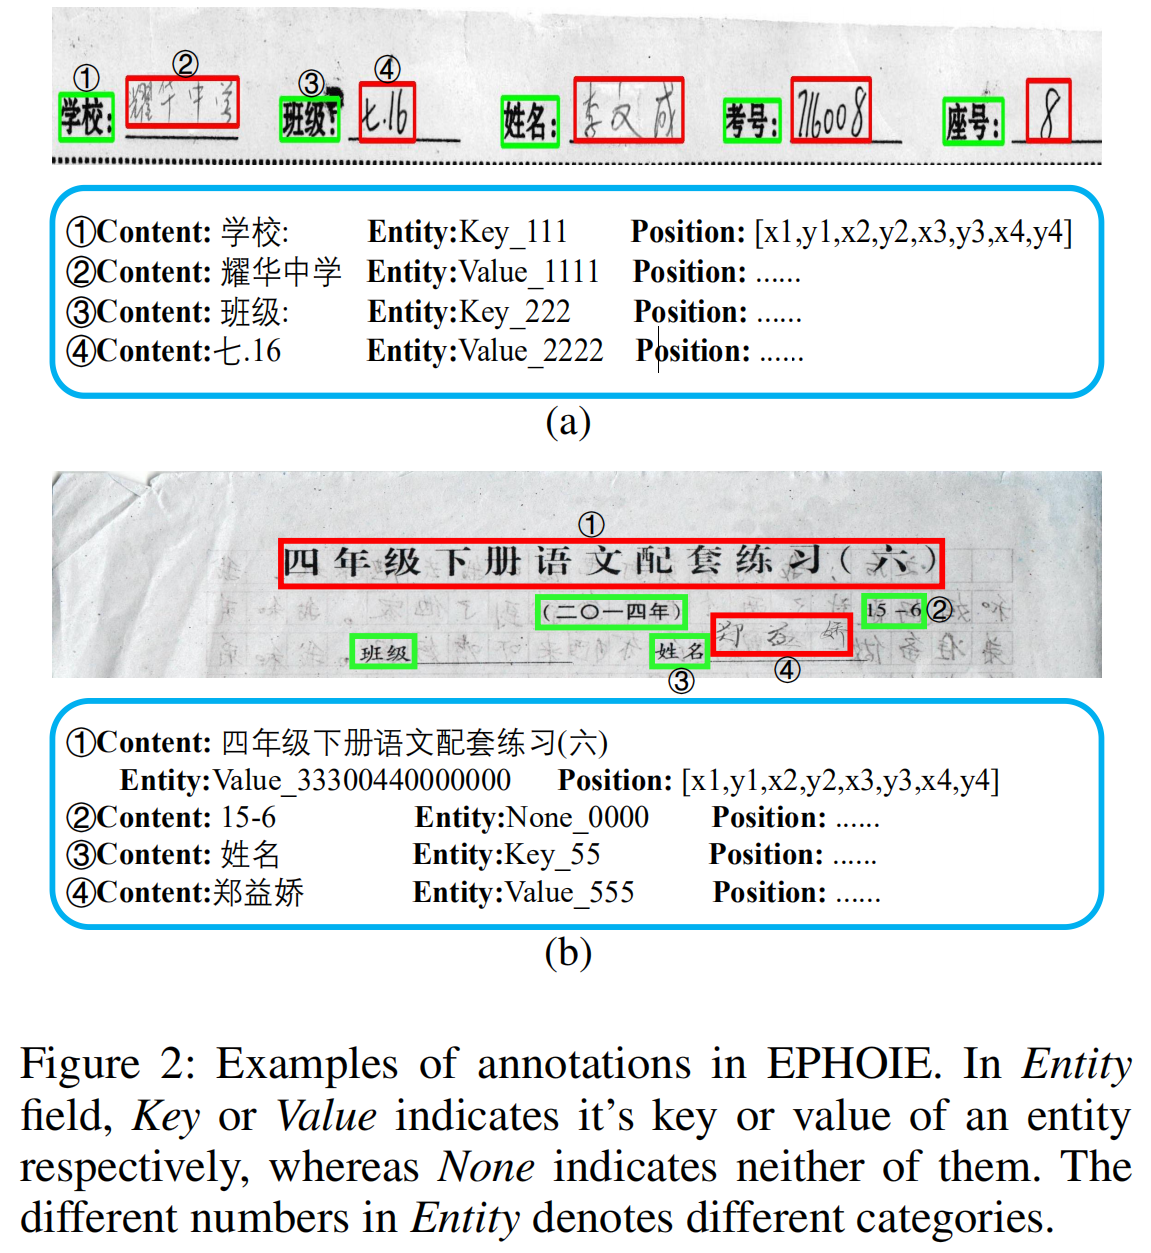 ① ② ③ ④
学校: 耀华中学 班级: 七.16 姓名: 李文成 考号: 716008 座号: 8
①Content: 学校: Entity:Key_111 Position: [x1,y1,x2,y2,x3,y3,x4,y4]
②Content: 耀华中学 Entity:Value_1111 Position: ......
③Content: 班级: Entity:Key_222 Position: ......
④Content:七.16 Entity:Value_2222 Position: ......
(a)
①
四年级下册语文配套练习(六)
(二〇一四年) 15-6 ②
班级 姓名 郑益娇
③ ④
①Content: 四年级下册语文配套练习(六)
Entity:Value_33300440000000 Position: [x1,y1,x2,y2,x3,y3,x4,y4]
②Content: 15-6 Entity:None_0000 Position: ......
③Content: 姓名 Entity:Key_55 Position: ......
④Content:郑益娇 Entity:Value_555 Position: ......
(b)
Figure 2: Examples of annotations in EPHOIE. In Entity
field, Key or Value indicates it's key or value of an entity
respectively, whereas None indicates neither of them. The
different numbers in Entity denotes different categories.